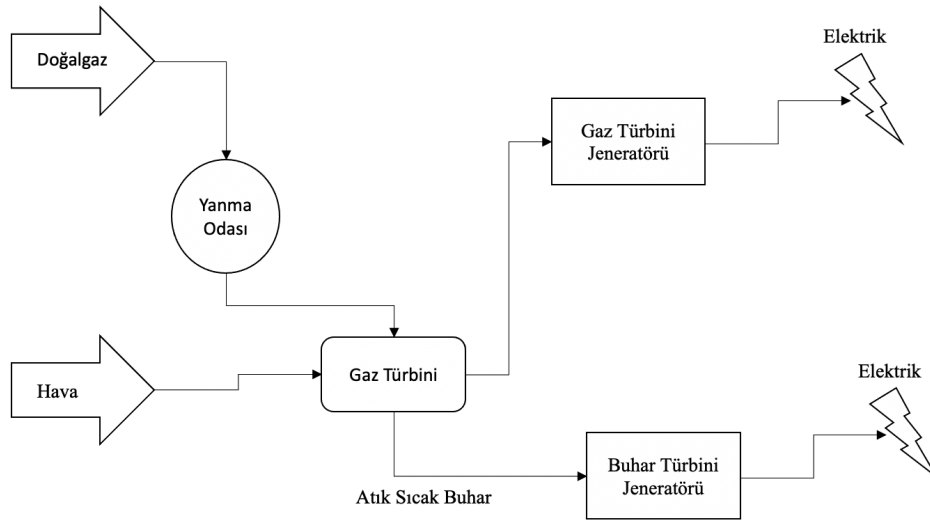 Doğalgaz
Yanma
Odası
Hava
Gaz Türbini
Atık Sıcak Buhar
Gaz Türbini
Jeneratörü
Elektrik
Buhar Türbini
Jeneratörü
Elektrik